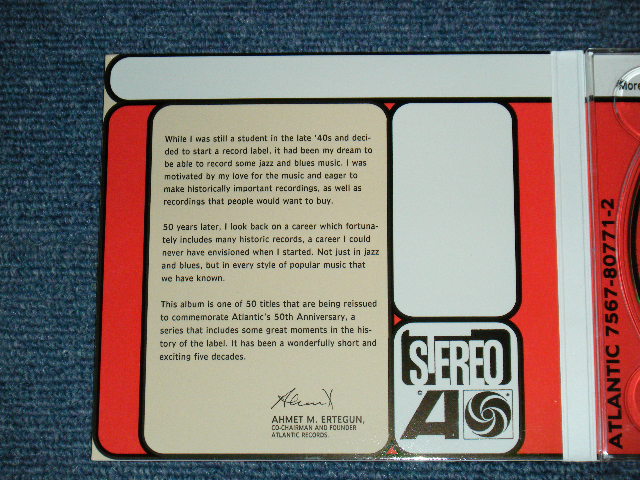 While I was still a student in the late '40s and deci-
ded to start a record label, it had been my dream to
be able to record some jazz and blues music. I was
motivated by my love for the music and eager to
make historically important recordings, as well as
recordings that people would want to buy.
50 years later, I look back on a career which fortuna-
tely includes many historic records, a career I could
never have envisioned when I started. Not just in jazz
and blues, but in every style of popular music that
we have known.
This album is one of 50 titles that are being reissued
to commemorate Atlantic's 50th Anniversary, a
series that includes some great moments in the his-
tory of the label. It has been a wonderfully short and
exciting five decades.
AHMET M. ERTEGUN,
CO-CHAIRMAN AND FOUNDER
ATLANTIC RECORDS.
STEREO
A
More
ATLANTIC 7567-80771-2